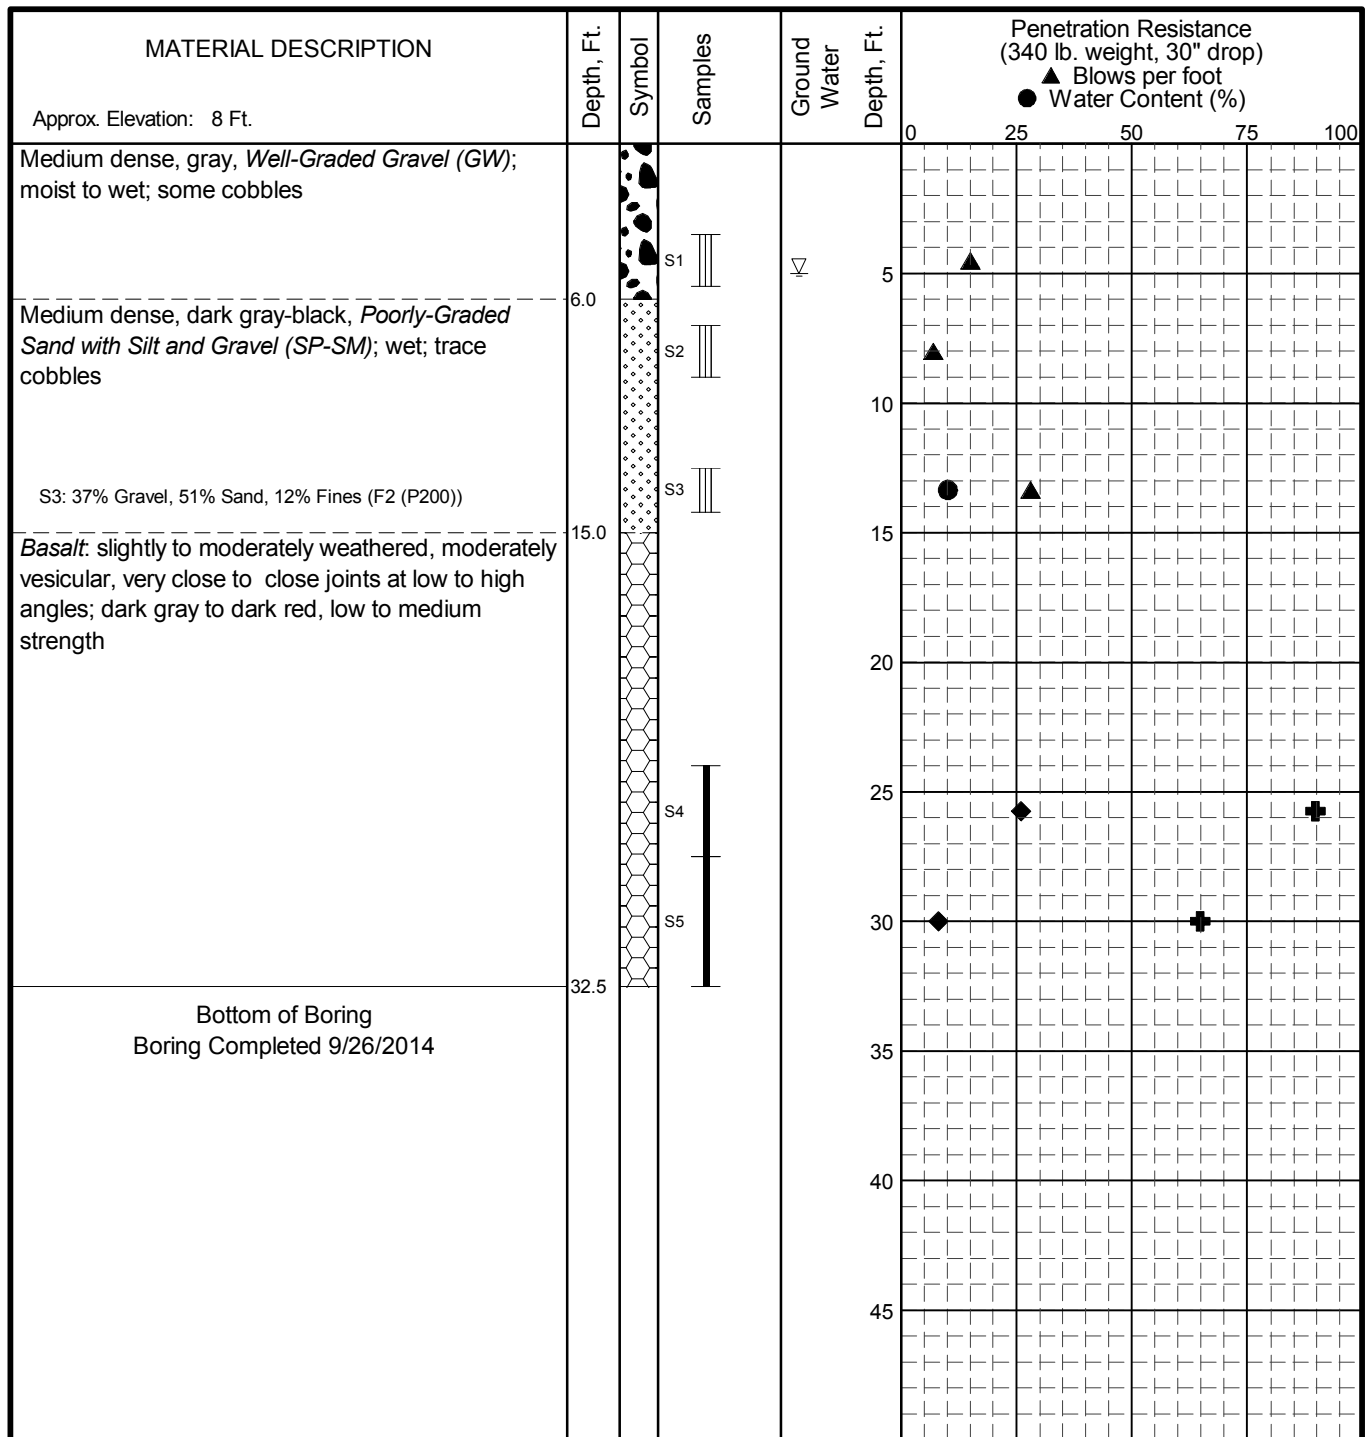 MATERIAL DESCRIPTION
Approx. Elevation: 8 Ft.
Depth, Ft.
Symbol
Samples
Ground
Water
Depth, Ft.
Penetration Resistance
(340 lb. weight, 30" drop)
▲ Blows per foot
● Water Content (%)
0 25 50 75 100
Medium dense, gray, Well-Graded Gravel (GW);
moist to wet; some cobbles
S1
5
6.0
Medium dense, dark gray-black, Poorly-Graded
Sand with Silt and Gravel (SP-SM); wet; trace
cobbles
S2
10
S3: 37% Gravel, 51% Sand, 12% Fines (F2 (P200))
S3
15.0
15
Basalt: slightly to moderately weathered, moderately
vesicular, very close to close joints at low to high
angles; dark gray to dark red, low to medium
strength
20
25
S4
S5
30
32.5
Bottom of Boring
Boring Completed 9/26/2014
35
40
45